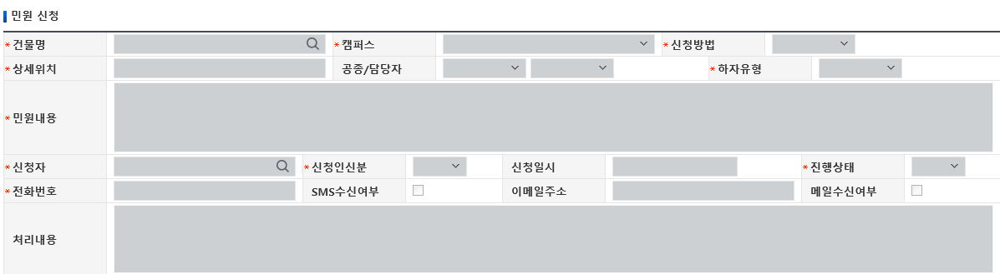 민원 신청
* 건물명 * 캠퍼스 * 신청방법
* 상세위치 공종/담당자 * 하자유형
* 민원내용
* 신청자 * 신청인신분 신청일시 * 진행상태
* 전화번호 SMS수신여부 이메일주소 메일수신여부
처리내용